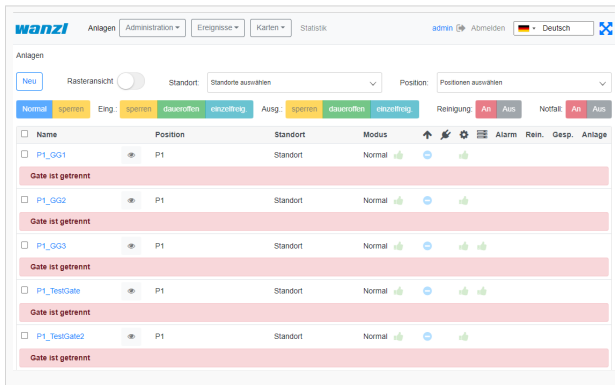 wanzl Anlagen Administration Ereignisse Karten Statistik admin Abmelden Deutsch
Anlagen
Neu Rasteransicht Standort: Standorte auswählen Position: Positionen auswählen
Normal sperren Eing.: sperren daueroffen einzelfreig. Ausg.: sperren daueroffen einzelfreig. Reinigung: An Aus Notfall: An Aus
Name Position Standort Modus Alarm Rein. Gesp. Anlage
P1_GG1 P1 Standort Normal
Gate ist getrennt
P1_GG2 P1 Standort Normal
Gate ist getrennt
P1_GG3 P1 Standort Normal
Gate ist getrennt
P1_TestGate P1 Standort Normal
Gate ist getrennt
P1_TestGate2 P1 Standort Normal
Gate ist getrennt